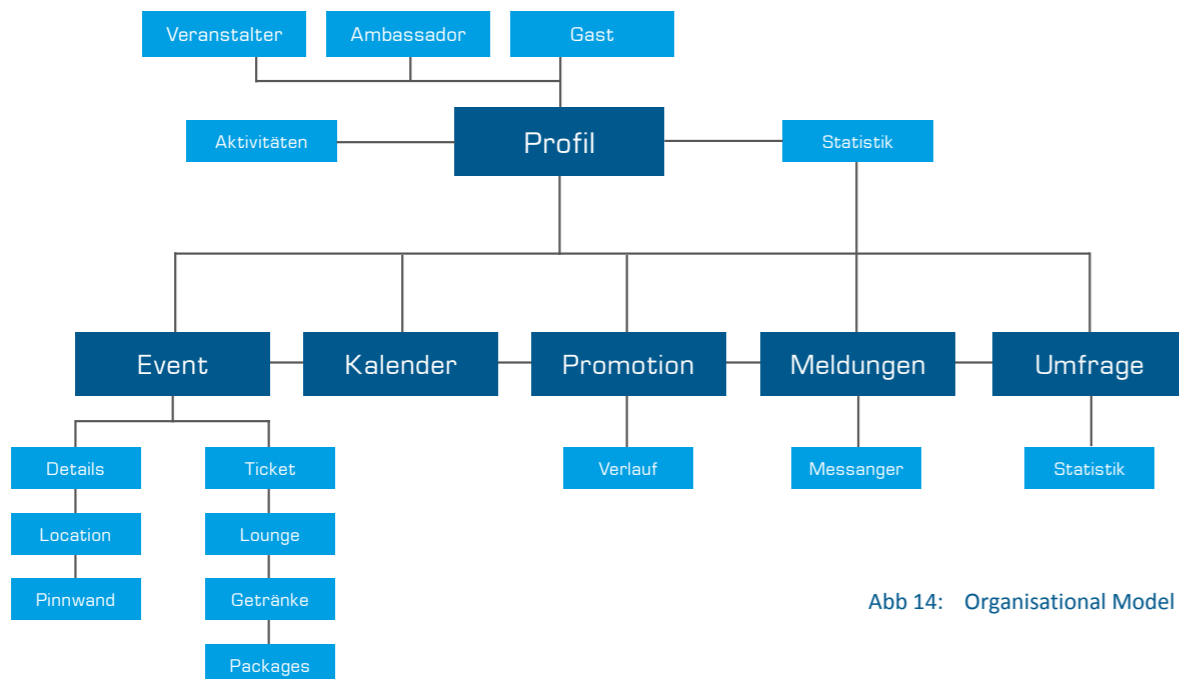 Veranstalter
Ambassador
Gast
Aktivitäten
Profil
Statistik
Event
Kalender
Promotion
Meldungen
Umfrage
Details
Ticket
Verlauf
Messanger
Statistik
Location
Lounge
Pinnwand
Getränke
Abb 14: Organisational Model
Packages